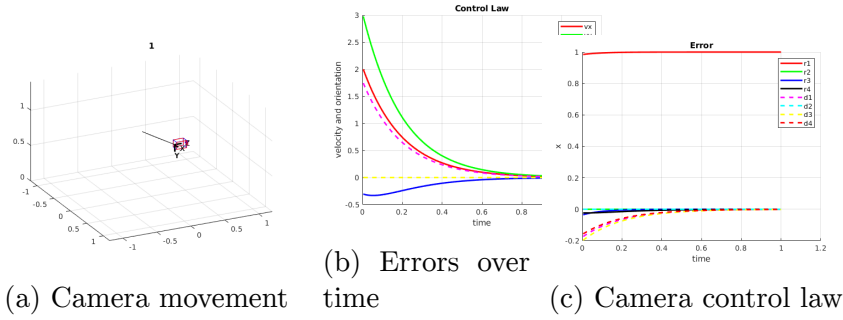 1
1
0.5
0
-1
-0.5
0
0.5
1
-1
-0.5
0
0.5
1
Y
(a) Camera movement
Control Law
vx
velocity and orientation
3
2.5
2
1.5
1
0.5
0
-0.5
0
0.2
0.4
0.6
0.8
time
(b) Errors over
time
Error
x
1
0.8
0.6
0.4
0.2
0
-0.2
0
0.2
0.4
0.6
0.8
1
1.2
time
r1
r2
r3
r4
d1
d2
d3
d4
(c) Camera control law